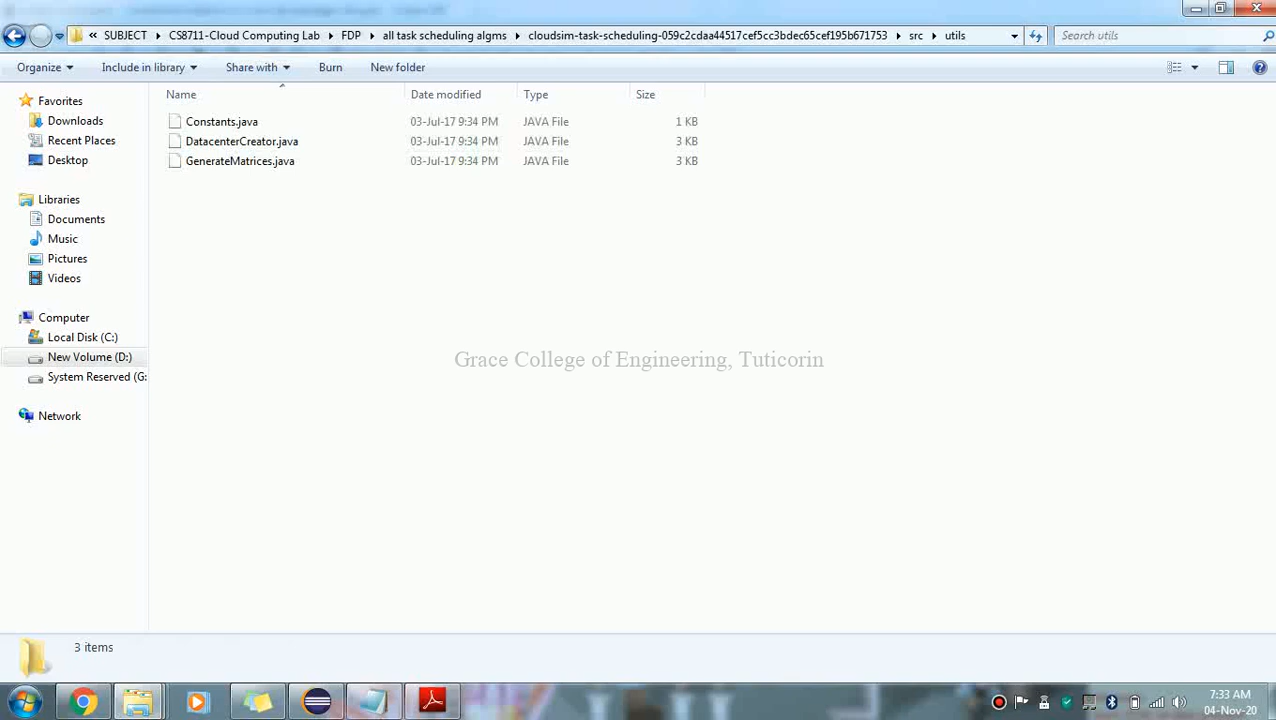 « SUBJECT ▸ CS8711-Cloud Computing Lab ▸ FDP ▸ all task scheduling algms ▸ cloudsim-task-scheduling-059c2cdaa44517cef5cc3bdec65cef195b671753 ▸ src ▸ utils
Search utils
Organize Include in library Share with Burn New folder
Name Date modified Type Size
Constants.java 03-Jul-17 9:34 PM JAVA File 1 KB
DatacenterCreator.java 03-Jul-17 9:34 PM JAVA File 3 KB
GenerateMatrices.java 03-Jul-17 9:34 PM JAVA File 3 KB
Favorites
Downloads
Recent Places
Desktop
Libraries
Documents
Music
Pictures
Videos
Computer
Local Disk (C:)
New Volume (D:)
System Reserved (G:
Network
Grace College of Engineering, Tuticorin
3 items
7:33 AM
04-Nov-20